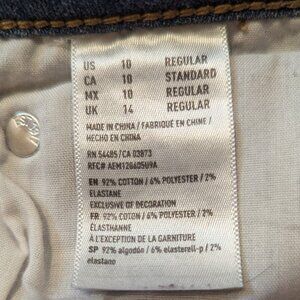 US 10 REGULAR
CA 10 STANDARD
MX 10 REGULAR
UK 14 REGULAR
MADE IN CHINA / FABRIQUÉ EN CHINE /
HECHO EN CHINA
RN 54485/CA 03873
RFC# AEM12660SU9A
EN 92% COTTON / 6% POLYESTER / 2%
ELASTANE
EXCLUSIVE OF DECORATION
FR 92% COTON / 6% POLYESTER / 2%
ÉLASTHANNE
À L'EXCEPTION DE LA GARNITURE
SP 92% algodón / 6% elasterell-p / 2%
elastano